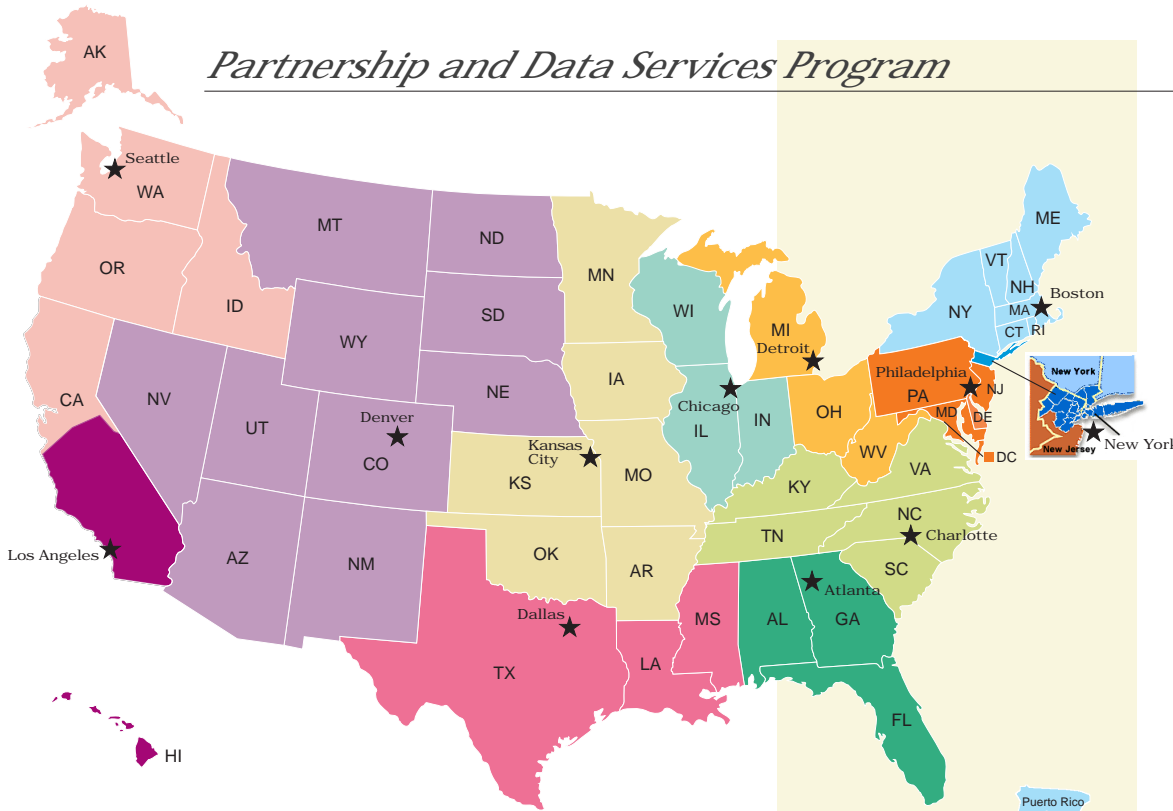 AK
Partnership and Data Services Program
Seattle
WA
ME
MT
ND
VT
MN
OR
NH
Boston
ID
WI
NY
MA
SD
MI
CT
RI
WY
Detroit
New York
Philadelphia
IA
NJ
NE
PA
CA
NV
Chicago
OH
MD
DE
UT
Denver
IL
IN
Kansas
City
New York
New Jersey
WV
DC
CO
VA
KS
MO
KY
NC
TN
Charlotte
Los Angeles
AZ
NM
OK
AR
SC
Atlanta
Dallas
MS
AL
GA
LA
TX
FL
HI
Puerto Rico